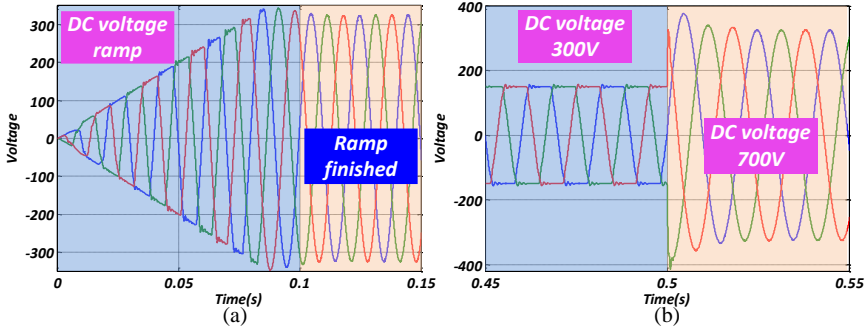 DC voltage
ramp
Ramp
finished
Voltage
300
200
100
0
-100
-200
-300
0
0.05
0.1
0.15
Time(s)
(a)
DC voltage
300V
DC voltage
700V
Voltage
400
200
0
-200
-400
0.45
0.5
0.55
Time(s)
(b)